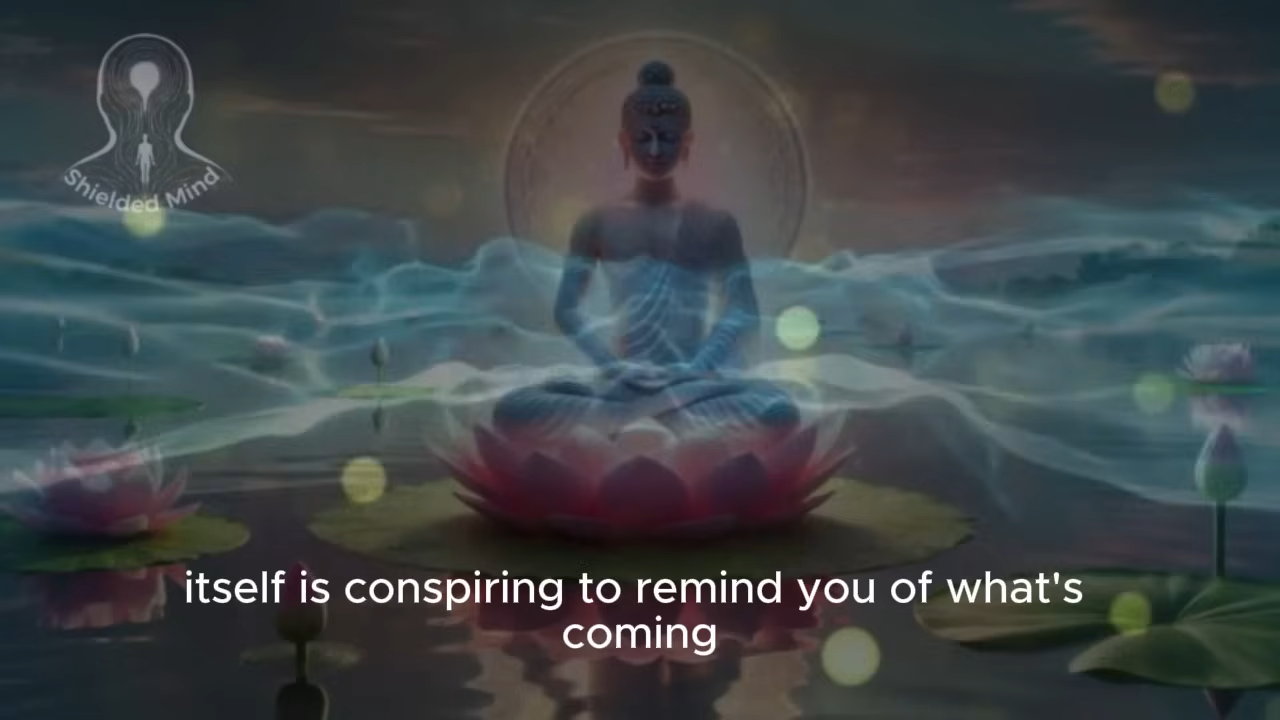 Shielded Mind
itself is conspiring to remind you of what's
coming